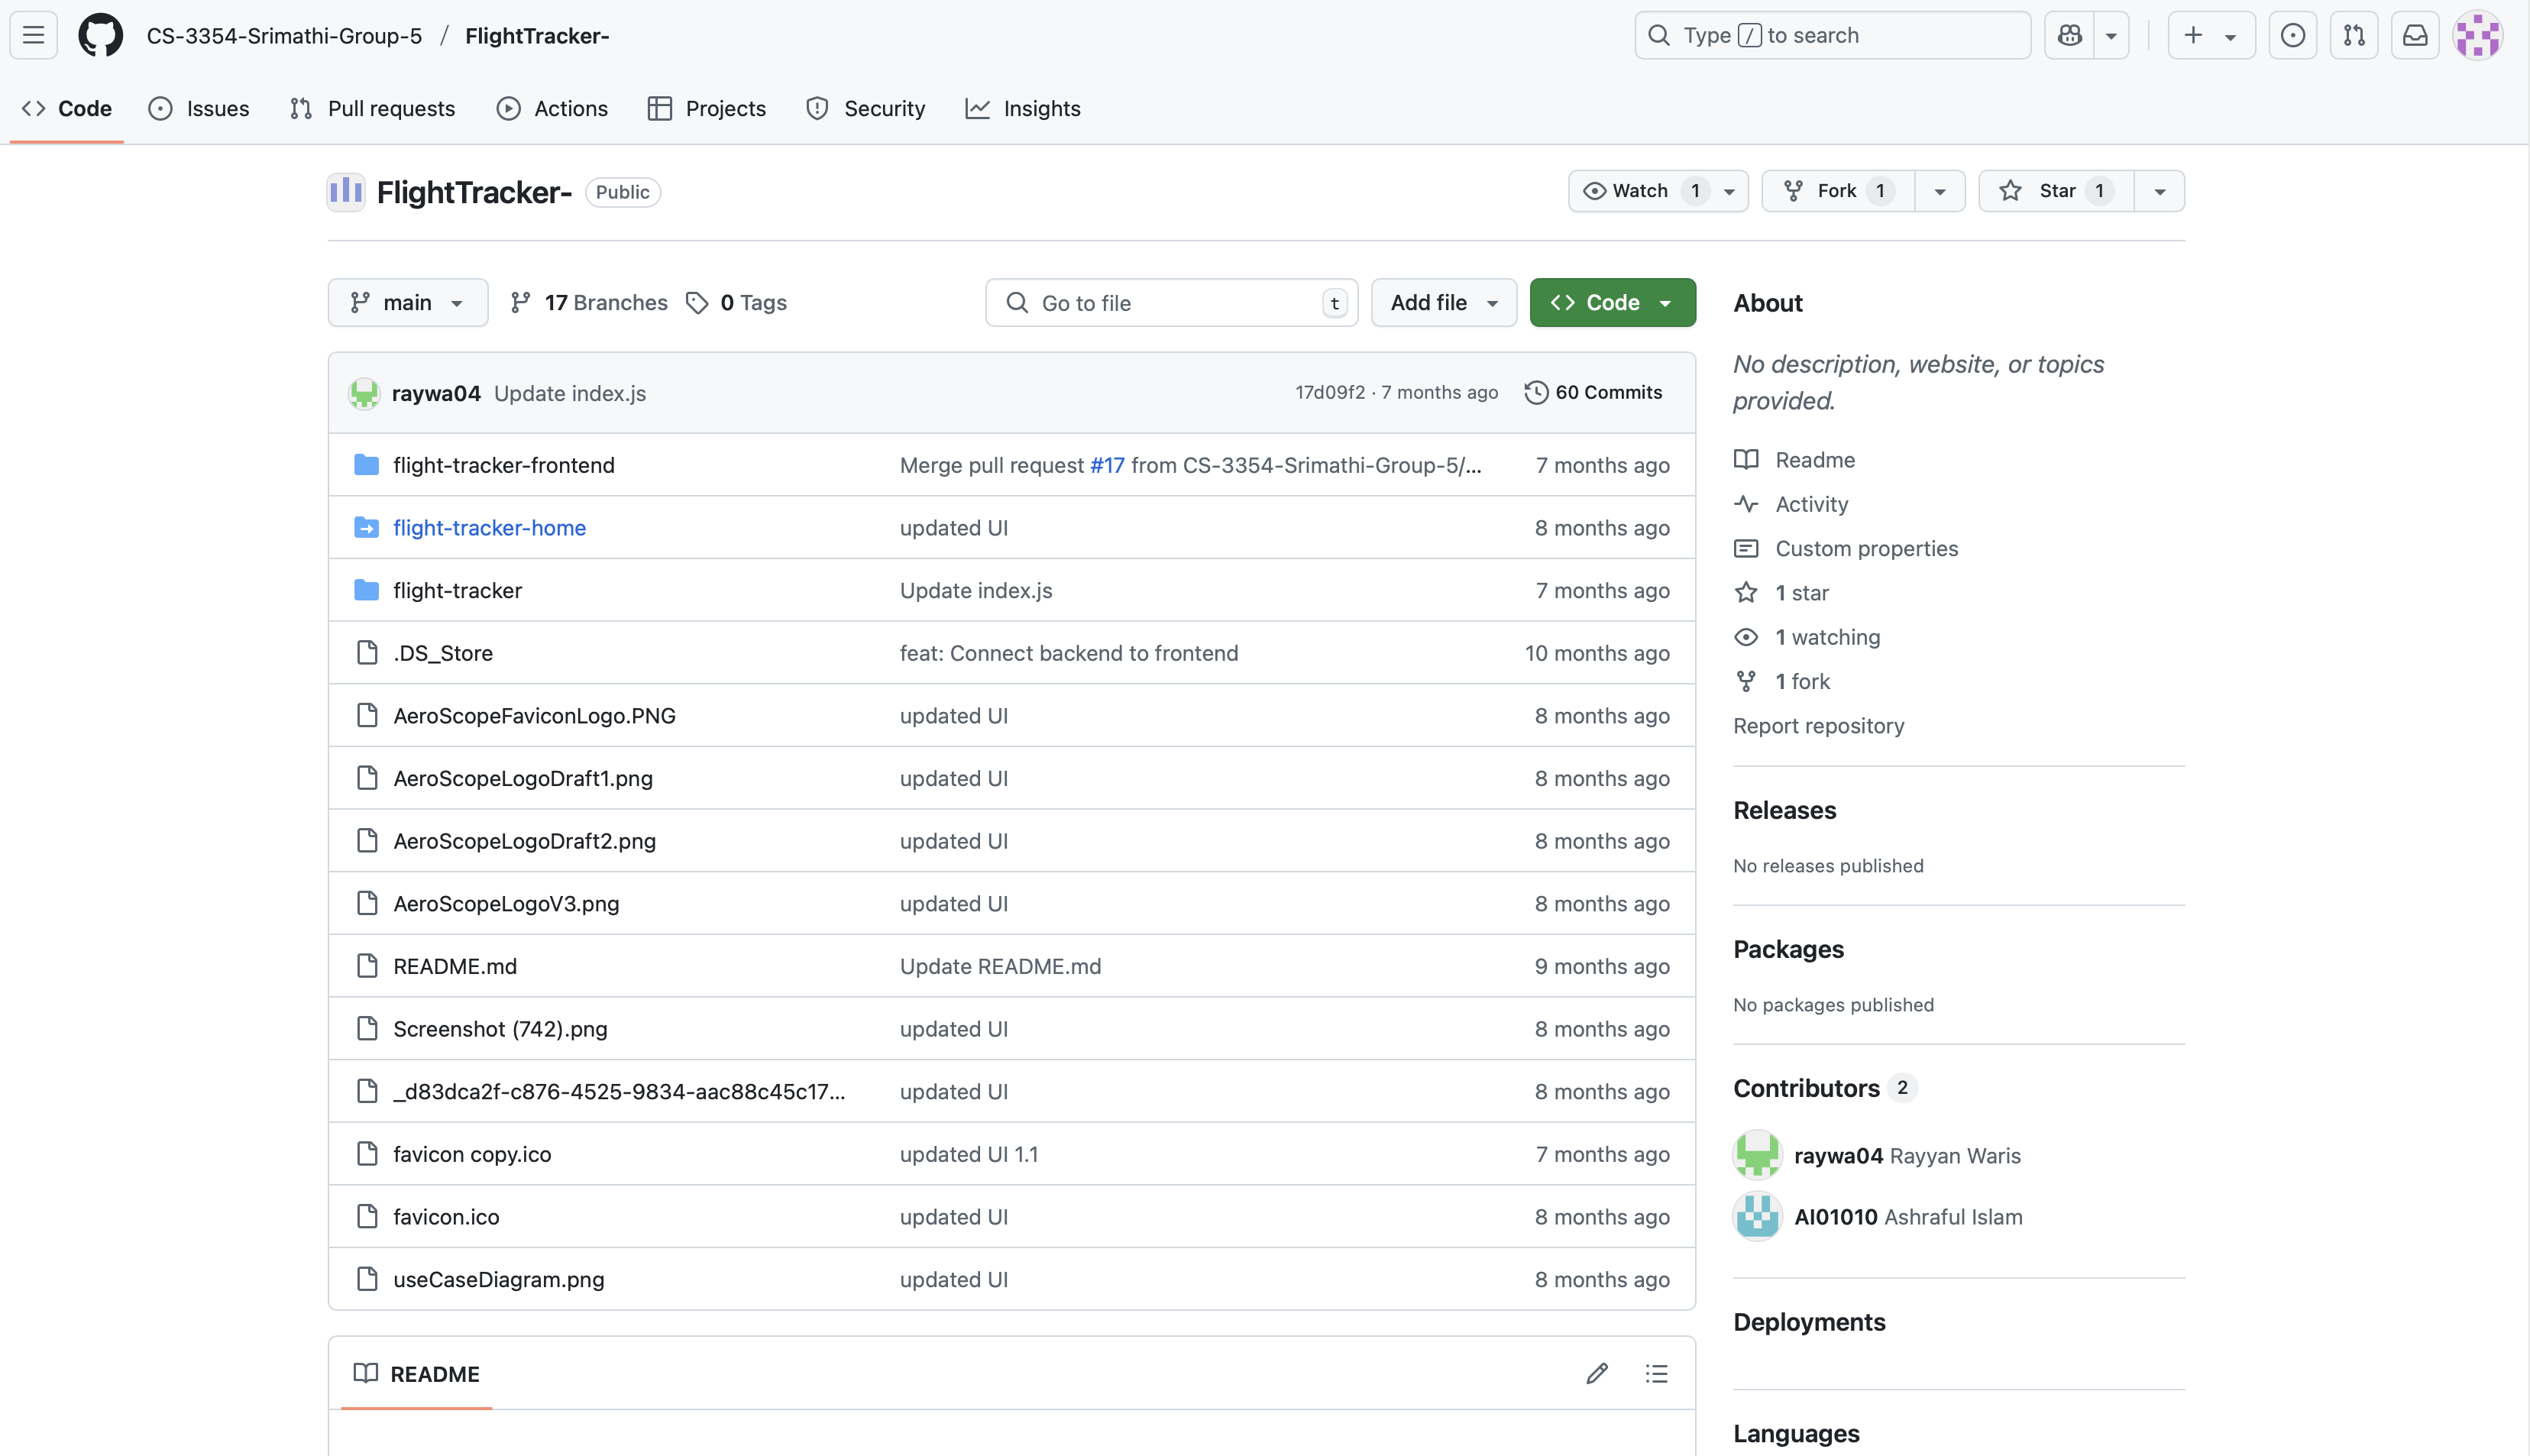 CS-3354-Srimathi-Group-5 / FlightTracker-
Type / to search
Code
Issues
Pull requests
Actions
Projects
Security
Insights
FlightTracker- Public
Watch 1
Fork 1
Star 1
main
17 Branches
0 Tags
Go to file t
Add file
Code
raywa04 Update index.js 17d09f2 · 7 months ago 60 Commits
flight-tracker-frontend Merge pull request #17 from CS-3354-Srimathi-Group-5/... 7 months ago
flight-tracker-home updated UI 8 months ago
flight-tracker Update index.js 7 months ago
.DS_Store feat: Connect backend to frontend 10 months ago
AeroScopeFaviconLogo.PNG updated UI 8 months ago
AeroScopeLogoDraft1.png updated UI 8 months ago
AeroScopeLogoDraft2.png updated UI 8 months ago
AeroScopeLogoV3.png updated UI 8 months ago
README.md Update README.md 9 months ago
Screenshot (742).png updated UI 8 months ago
_d83dca2f-c876-4525-9834-aac88c45c17... updated UI 8 months ago
favicon copy.ico updated UI 1.1 7 months ago
favicon.ico updated UI 8 months ago
useCaseDiagram.png updated UI 8 months ago
README
About
No description, website, or topics
provided.
Readme
Activity
Custom properties
1 star
1 watching
1 fork
Report repository
Releases
No releases published
Packages
No packages published
Contributors 2
raywa04 Rayyan Waris
AI01010 Ashraful Islam
Deployments
Languages